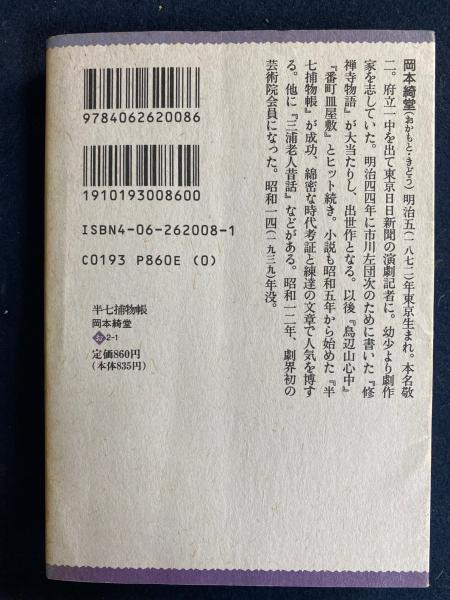 岡本綺堂(おかもと・きどう) 明治五(一八七二)年東京生まれ。本名敬
二。府立一中を出て東京日日新聞の演劇記者に。幼少より劇作
家を志していた。明治四四年に市川左団次のために書いた『修
禅寺物語』が大当たりし、出世作となる。以後『鳥辺山心中』
『番町皿屋敷』とヒット続き。小説も昭和五年から始めた『半
七捕物帳』が成功、綿密な時代考証と練達の文章で人気を博す
る。他に『三浦老人昔話』などがある。昭和一二年、劇界初の
芸術院会員になった。昭和一四(一九三九)年没。
9784062620086
1910193008600
ISBN4-06-262008-1
C0193 P860E (0)
半七捕物帳
岡本綺堂
お2-1
定価860円
(本体835円)